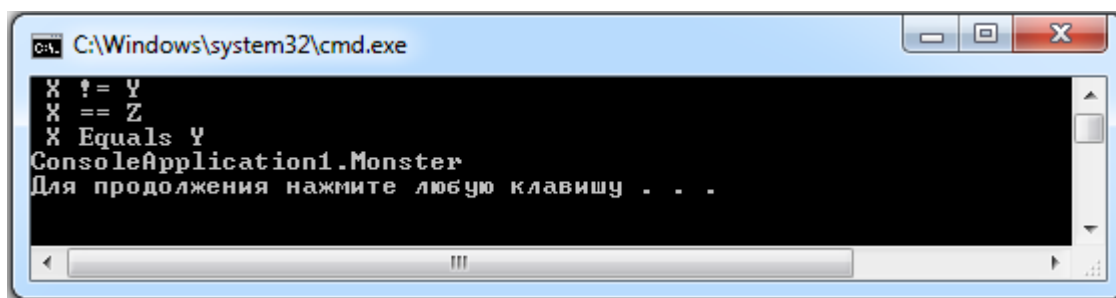 C:\Windows\system32\cmd.exe
X != Y
X == Z
X Equals Y
ConsoleApplication1.Monster
Для продолжения нажмите любую клавишу . . .